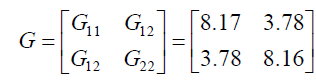 G = [G₁₁ G₁₂; G₁₂ G₂₂] = [8.17 3.78; 3.78 8.16]